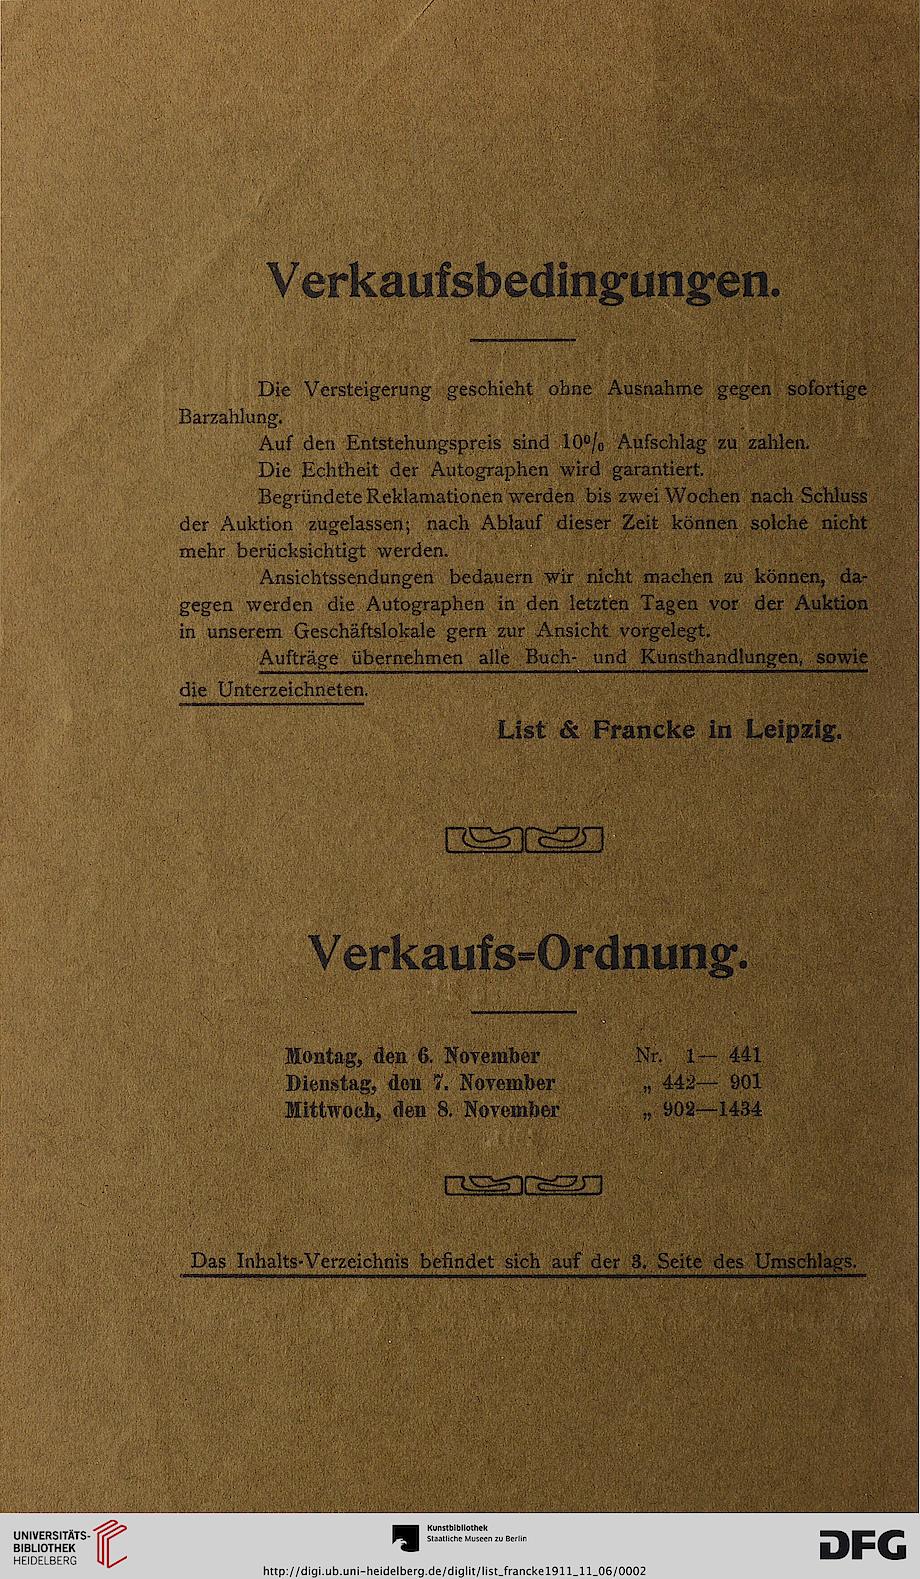 Verkaufsbedingungen.
Die Versteigerung geschieht ohne Ausnahme gegen sofortige
Barzahlung.
Auf den Entstehungspreis sind 10% Aufschlag zu zahlen.
Die Echtheit der Autographen wird garantiert.
Begründete Reklamationen werden bis zwei Wochen nach Schluss
der Auktion zugelassen; nach Ablauf dieser Zeit können solche nicht
mehr berücksichtigt werden.
Ansichtssendungen bedauern wir nicht machen zu können, da-
gegen werden die Autographen in den letzten Tagen vor der Auktion
in unserem Geschäftslokale gern zur Ansicht vorgelegt.
Aufträge übernehmen alle Buch- und Kunsthandlungen, sowie
die Unterzeichneten.
List & Francke in Leipzig.
Verkaufs=Ordnung.
Montag, den 6. November Nr. 1— 441
Dienstag, den 7. November „ 442— 901
Mittwoch, den 8. November „ 902—1434
Das Inhalts-Verzeichnis befindet sich auf der 3. Seite des Umschlags.
UNIVERSITÄTS-
BIBLIOTHEK
HEIDELBERG
Kunstbibliothek
Staatliche Museen zu Berlin
DFG
http://digi.ub.uni-heidelberg.de/diglit/list_francke1911_11_06/0002